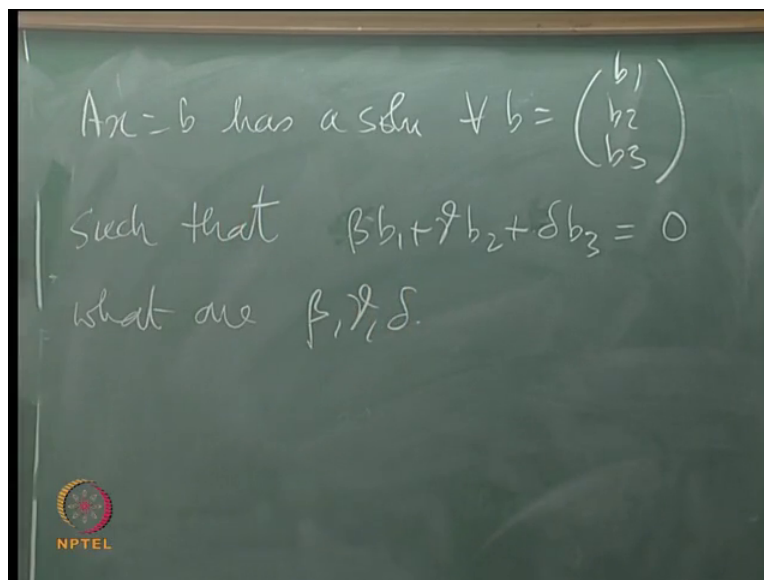 Ax = b has a soln ∀ b = (b1 b2 b3)
such that βb₁ + γb₂ + δb₃ = 0
what are β, γ, δ.
NPTEL